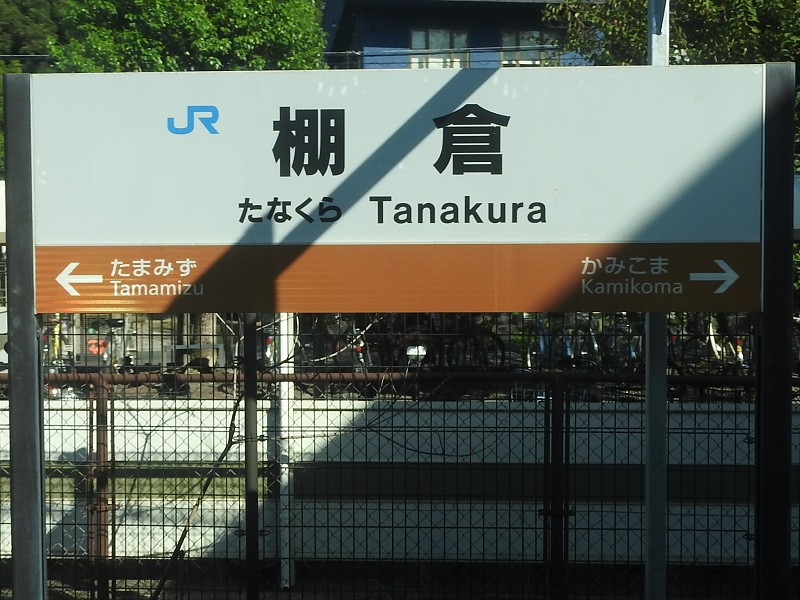 JR 棚倉
たなくら Tanakura
← たまみず
Tamamizu
かみこま →
Kamikoma